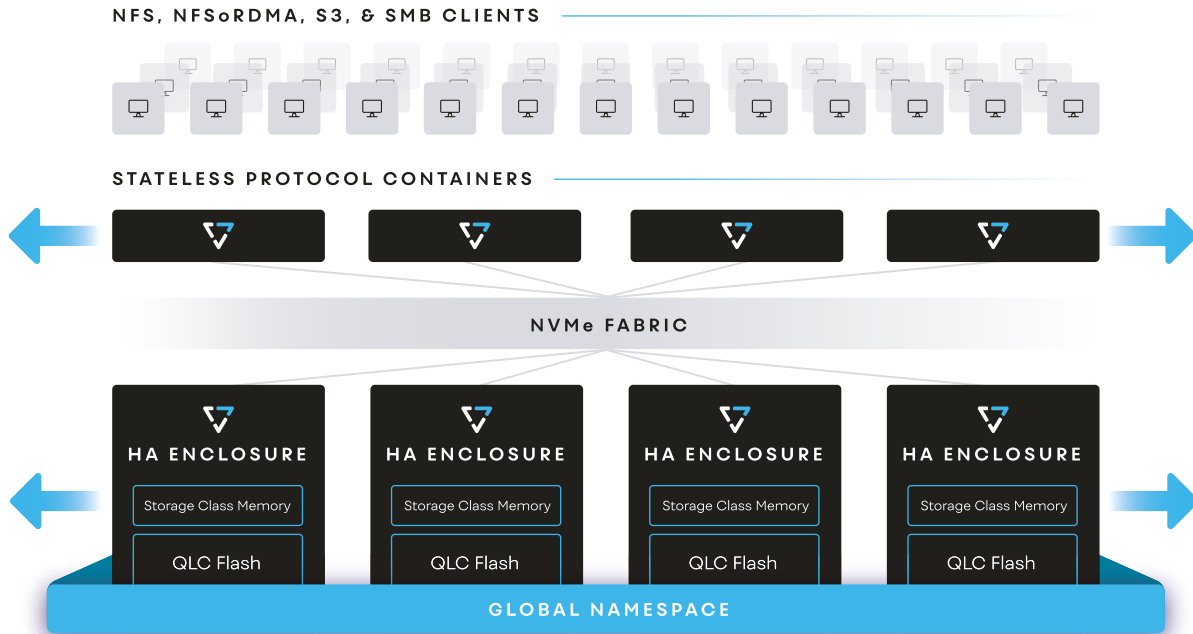 NFS, NFSoRDMA, S3, & SMB CLIENTS
STATELESS PROTOCOL CONTAINERS
NVMe FABRIC
HA ENCLOSURE
Storage Class Memory
QLC Flash
HA ENCLOSURE
Storage Class Memory
QLC Flash
HA ENCLOSURE
Storage Class Memory
QLC Flash
HA ENCLOSURE
Storage Class Memory
QLC Flash
GLOBAL NAMESPACE